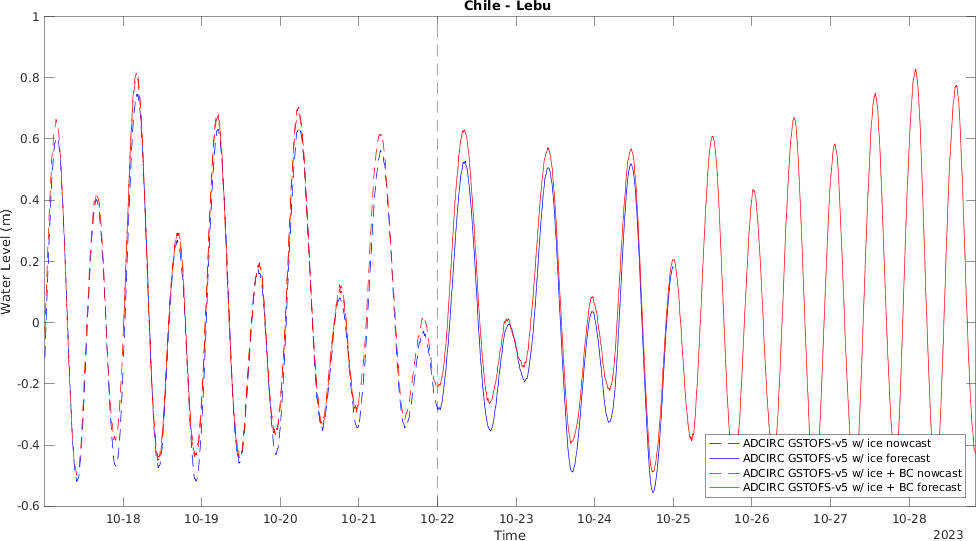 Chile - Lebu
1
0.8
0.6
0.4
0.2
0
-0.2
-0.4
-0.6
Water Level (m)
ADCIRC GSTOFS-v5 w/ ice nowcast
ADCIRC GSTOFS-v5 w/ ice forecast
ADCIRC GSTOFS-v5 w/ ice + BC nowcast
ADCIRC GSTOFS-v5 w/ ice + BC forecast
10-18 10-19 10-20 10-21 10-22 10-23 10-24 10-25 10-26 10-27 10-28
Time
2023